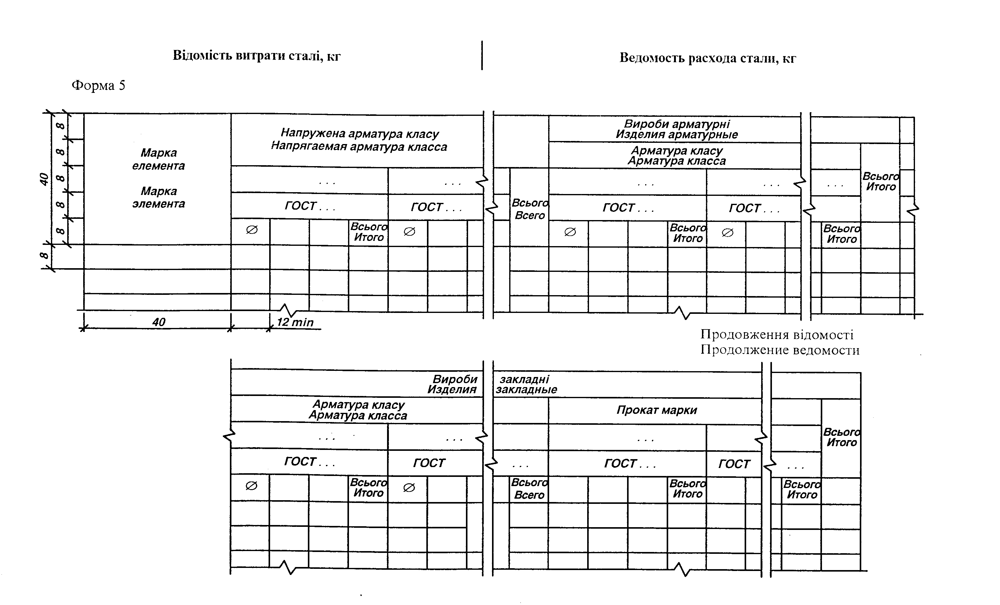 Відомість витрати сталі, кг
Ведомость расхода стали, кг
Форма 5
Марка
елемента
Марка
элемента
Напружена арматура класу
Напрягаемая арматура класса
. . .
. . .
ГОСТ . . .
ГОСТ . . .
∅
Всього
Итого
∅
Всього
Всего
Вироби арматурні
Изделия арматурные
Арматура класу
Арматура класса
. . .
. . .
. . .
ГОСТ . . .
ГОСТ . . .
∅
Всього
Итого
∅
Всього
Итого
Всього
Итого
40
8
8
8
8
8
8
40
12 min
Продовження відомості
Продолжение ведомости
Вироби закладні
Изделия закладные
Арматура класу
Арматура класса
Прокат марки
. . .
. . .
. . .
ГОСТ . . .
ГОСТ . . .
ГОСТ . . .
ГОСТ . . .
∅
Всього
Итого
∅
Всього
Всего
Всього
Итого
Всього
Итого
Всього
Итого